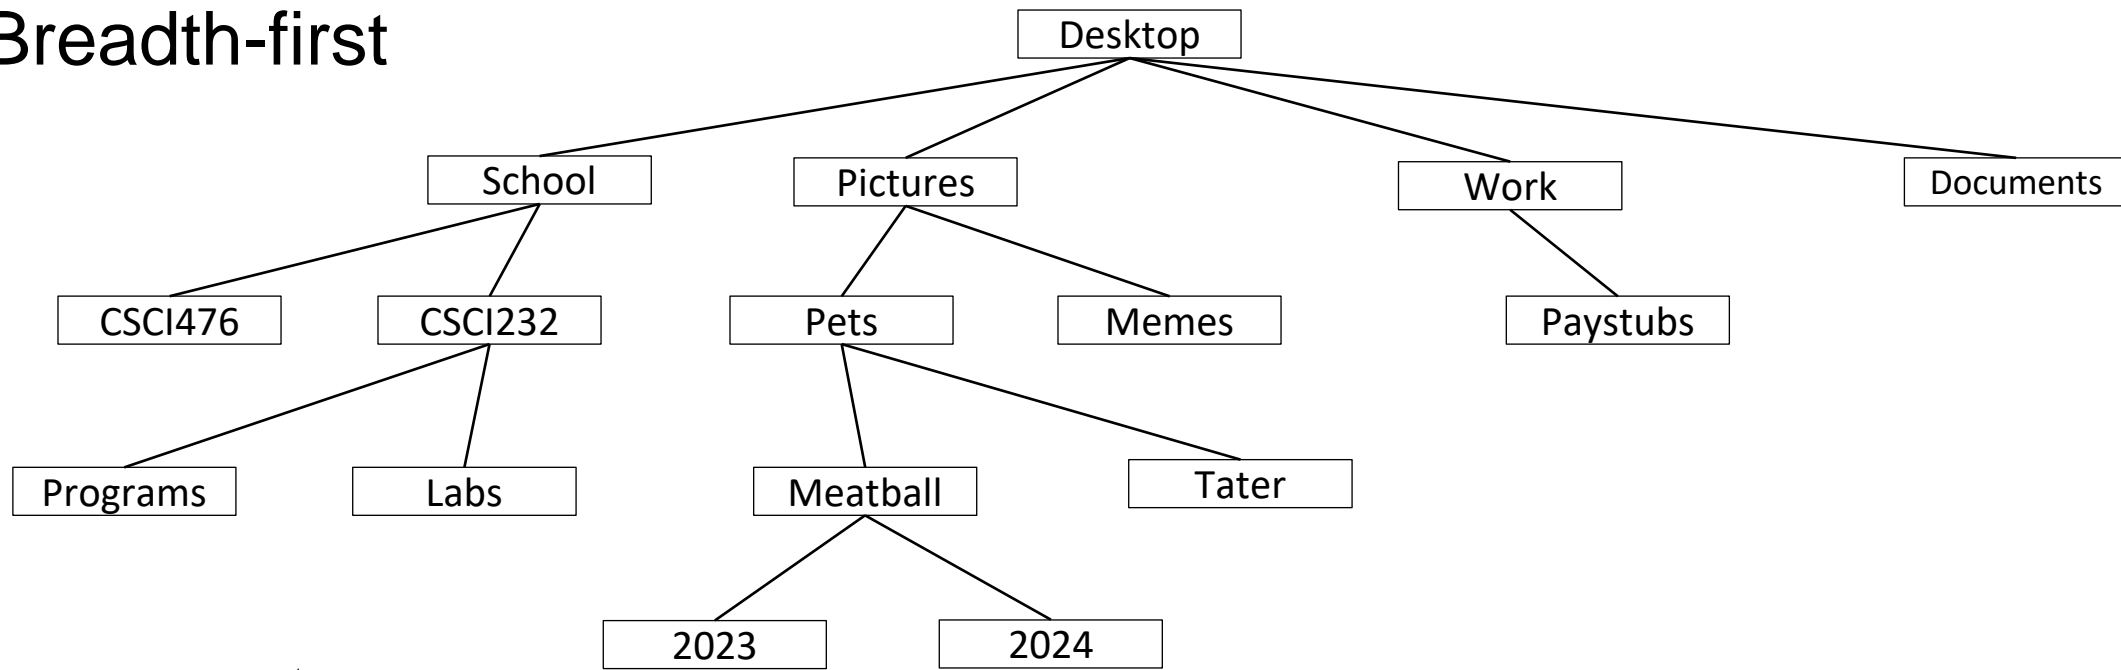 Breadth-first
Desktop
School
Pictures
Work
Documents
CSCI476
CSCI232
Pets
Memes
Paystubs
Programs
Labs
Meatball
Tater
2023
2024